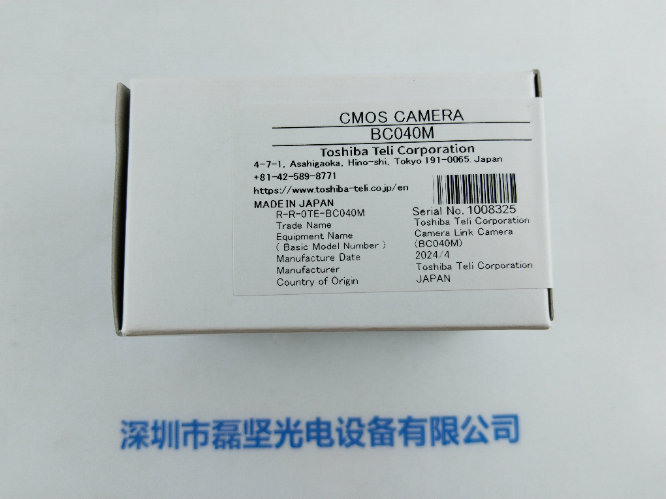 CMOS CAMERA
BC040M
Toshiba Teli Corporation
4-7-1, Asahigaoka, Hino-shi, Tokyo 191-0065, Japan
+81-42-589-8771
https://www.toshiba-teli.co.jp/en
MADE IN JAPAN
R-R-0TE-BC040M
Serial No. 1008325
Trade Name Toshiba Teli Corporation
Equipment Name Camera Link Camera
( Basic Model Number ) (BC040M)
Manufacture Date 2024/4
Manufacturer Toshiba Teli Corporation
Country of Origin JAPAN
深圳市磊坚光电设备有限公司